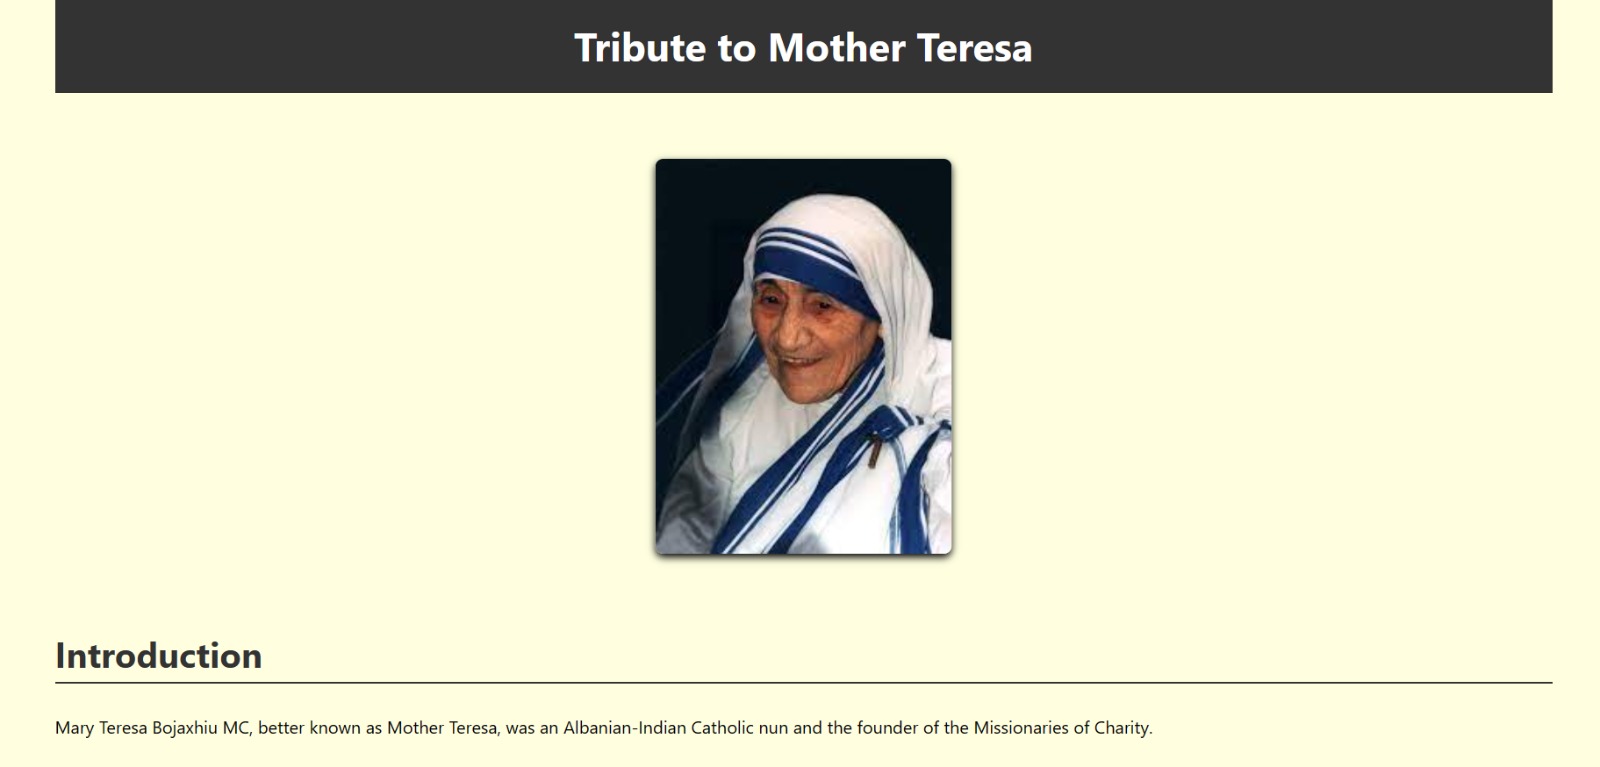 Tribute to Mother Teresa
Introduction
Mary Teresa Bojaxhiu MC, better known as Mother Teresa, was an Albanian-Indian Catholic nun and the founder of the Missionaries of Charity.